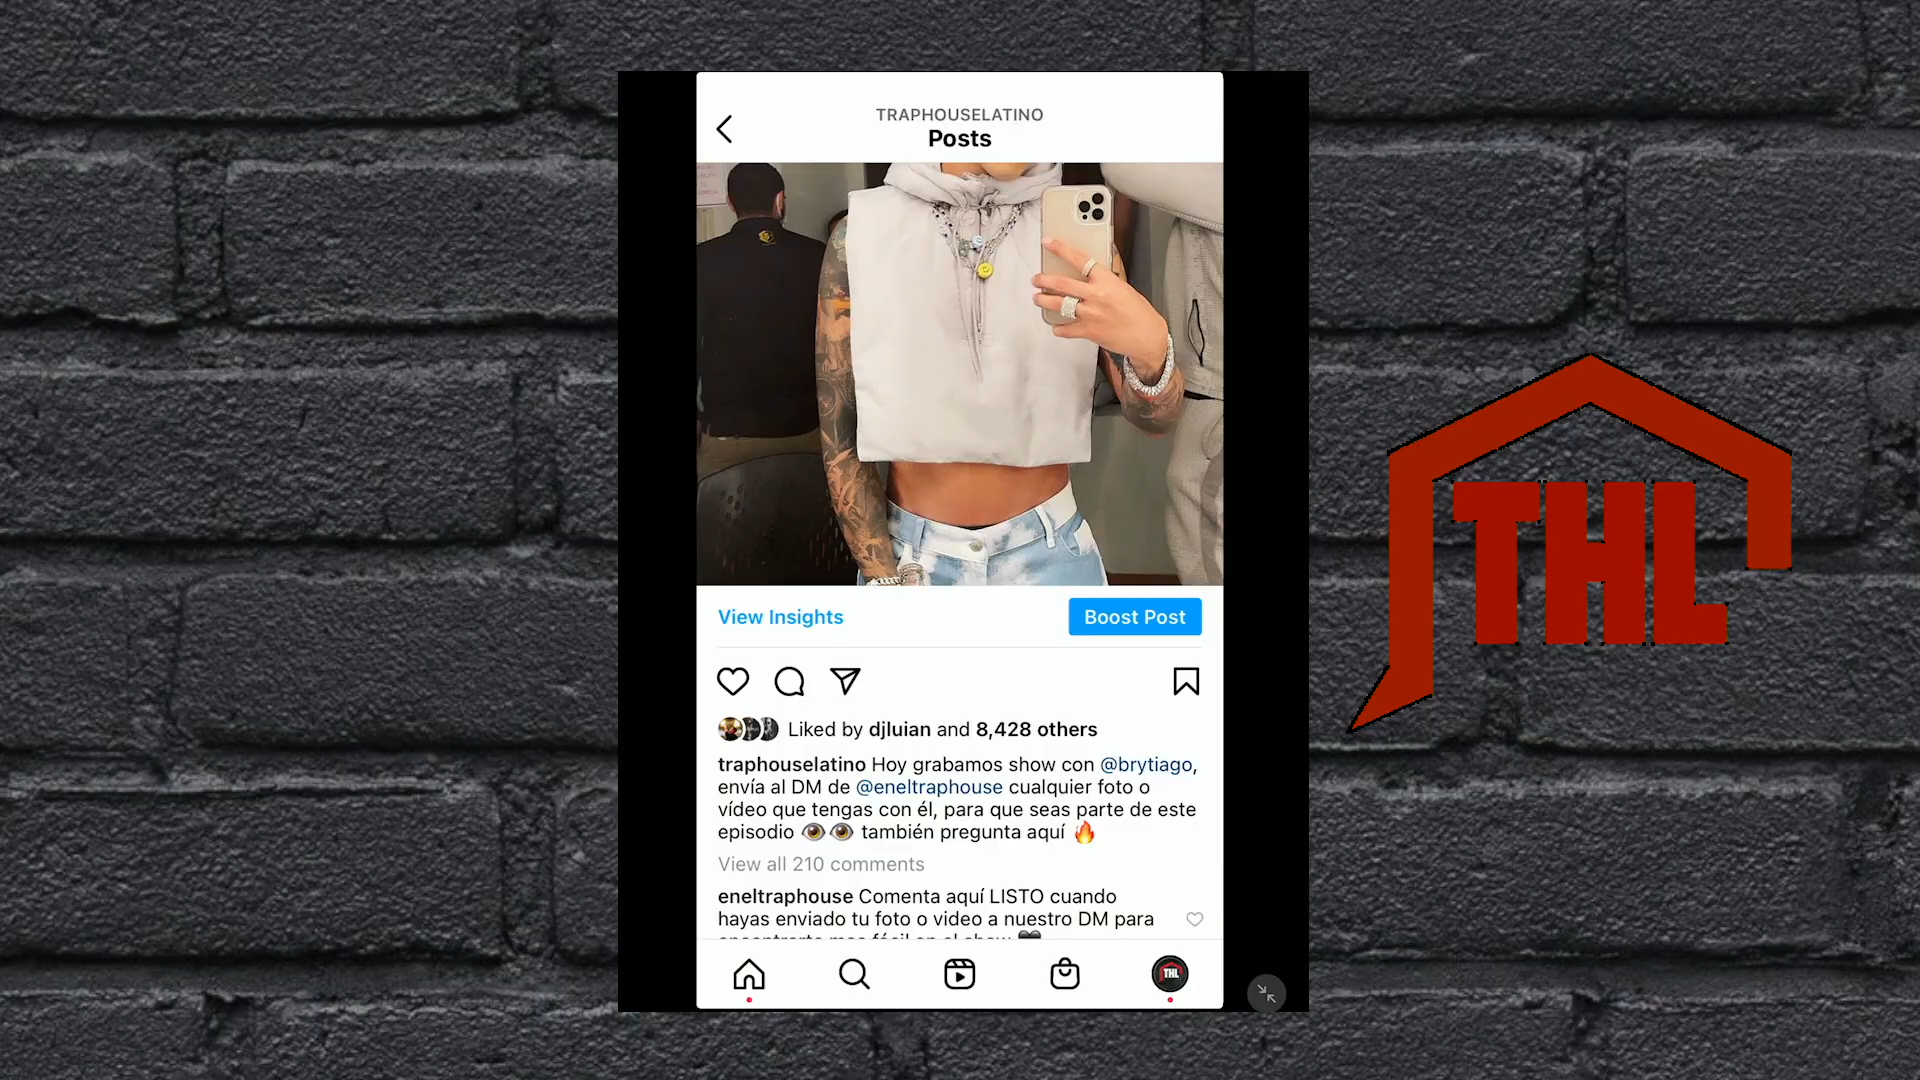 TRAPHOUSELATINO
Posts
View Insights
Boost Post
Liked by djluian and 8,428 others
traphouselatino Hoy grabamos show con @brytiago,
envía al DM de @eneltraphouse cualquier foto o
vídeo que tengas con él, para que seas parte de este
episodio 👁️👁️ también pregunta aquí 🔥
View all 210 comments
eneltraphouse Comenta aquí LISTO cuando
hayas enviado tu foto o video a nuestro DM para
THL
THL